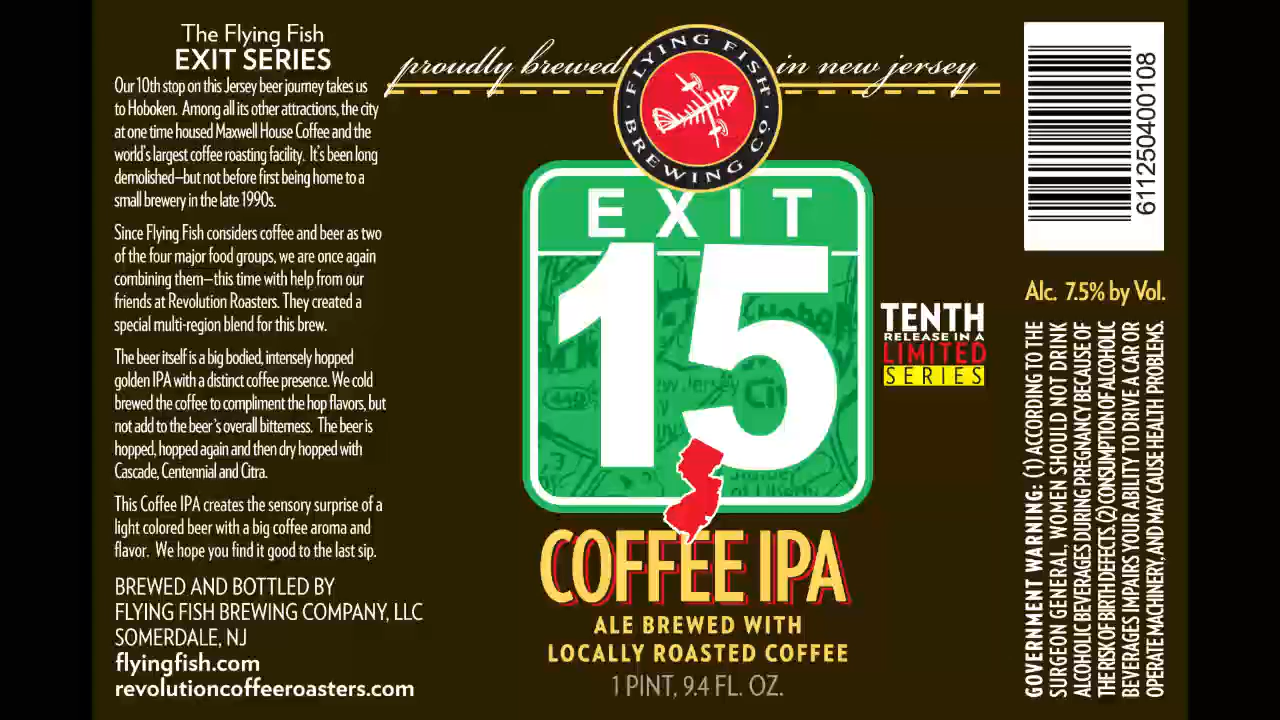 The Flying Fish
EXIT SERIES
Our 10th stop on this Jersey beer journey takes us
to Hoboken. Among all its other attractions, the city
at one time housed Maxwell House Coffee and the
world's largest coffee roasting facility. It's been long
demolished—but not before first being home to a
small brewery in the late 1990s.
Since Flying Fish considers coffee and beer as two
of the four major food groups, we are once again
combining them—this time with help from our
friends at Revolution Roasters. They created a
special multi-region blend for this brew.
The beer itself is a big bodied, intensely hopped
golden IPA with a distinct coffee presence. We cold
brewed the coffee to compliment the hop flavors, but
not add to the beer's overall bitterness. The beer is
hopped, hopped again and then dry hopped with
Cascade, Centennial and Citra.
This Coffee IPA creates the sensory surprise of a
light colored beer with a big coffee aroma and
flavor. We hope you find it good to the last sip.
BREWED AND BOTTLED BY
FLYING FISH BREWING COMPANY, LLC
SOMERDALE, NJ
flyingfish.com
revolutioncoffeeroasters.com
proudly brewed in new jersey
FLYING FISH
BREWING CO.
EXIT
15
New Jersey
of Liberty
TENTH
RELEASE IN A
LIMITED
SERIES
COFFEE IPA
ALE BREWED WITH
LOCALLY ROASTED COFFEE
1 PINT, 9.4 FL. OZ.
611250400108
Alc. 7.5% by Vol.
GOVERNMENT WARNING: (1) ACCORDING TO THE
SURGEON GENERAL, WOMEN SHOULD NOT DRINK
ALCOHOLIC BEVERAGES DURING PREGNANCY BECAUSE OF
THE RISK OF BIRTH DEFECTS. (2) CONSUMPTION OF ALCOHOLIC
BEVERAGES IMPAIRS YOUR ABILITY TO DRIVE A CAR OR
OPERATE MACHINERY, AND MAY CAUSE HEALTH PROBLEMS.